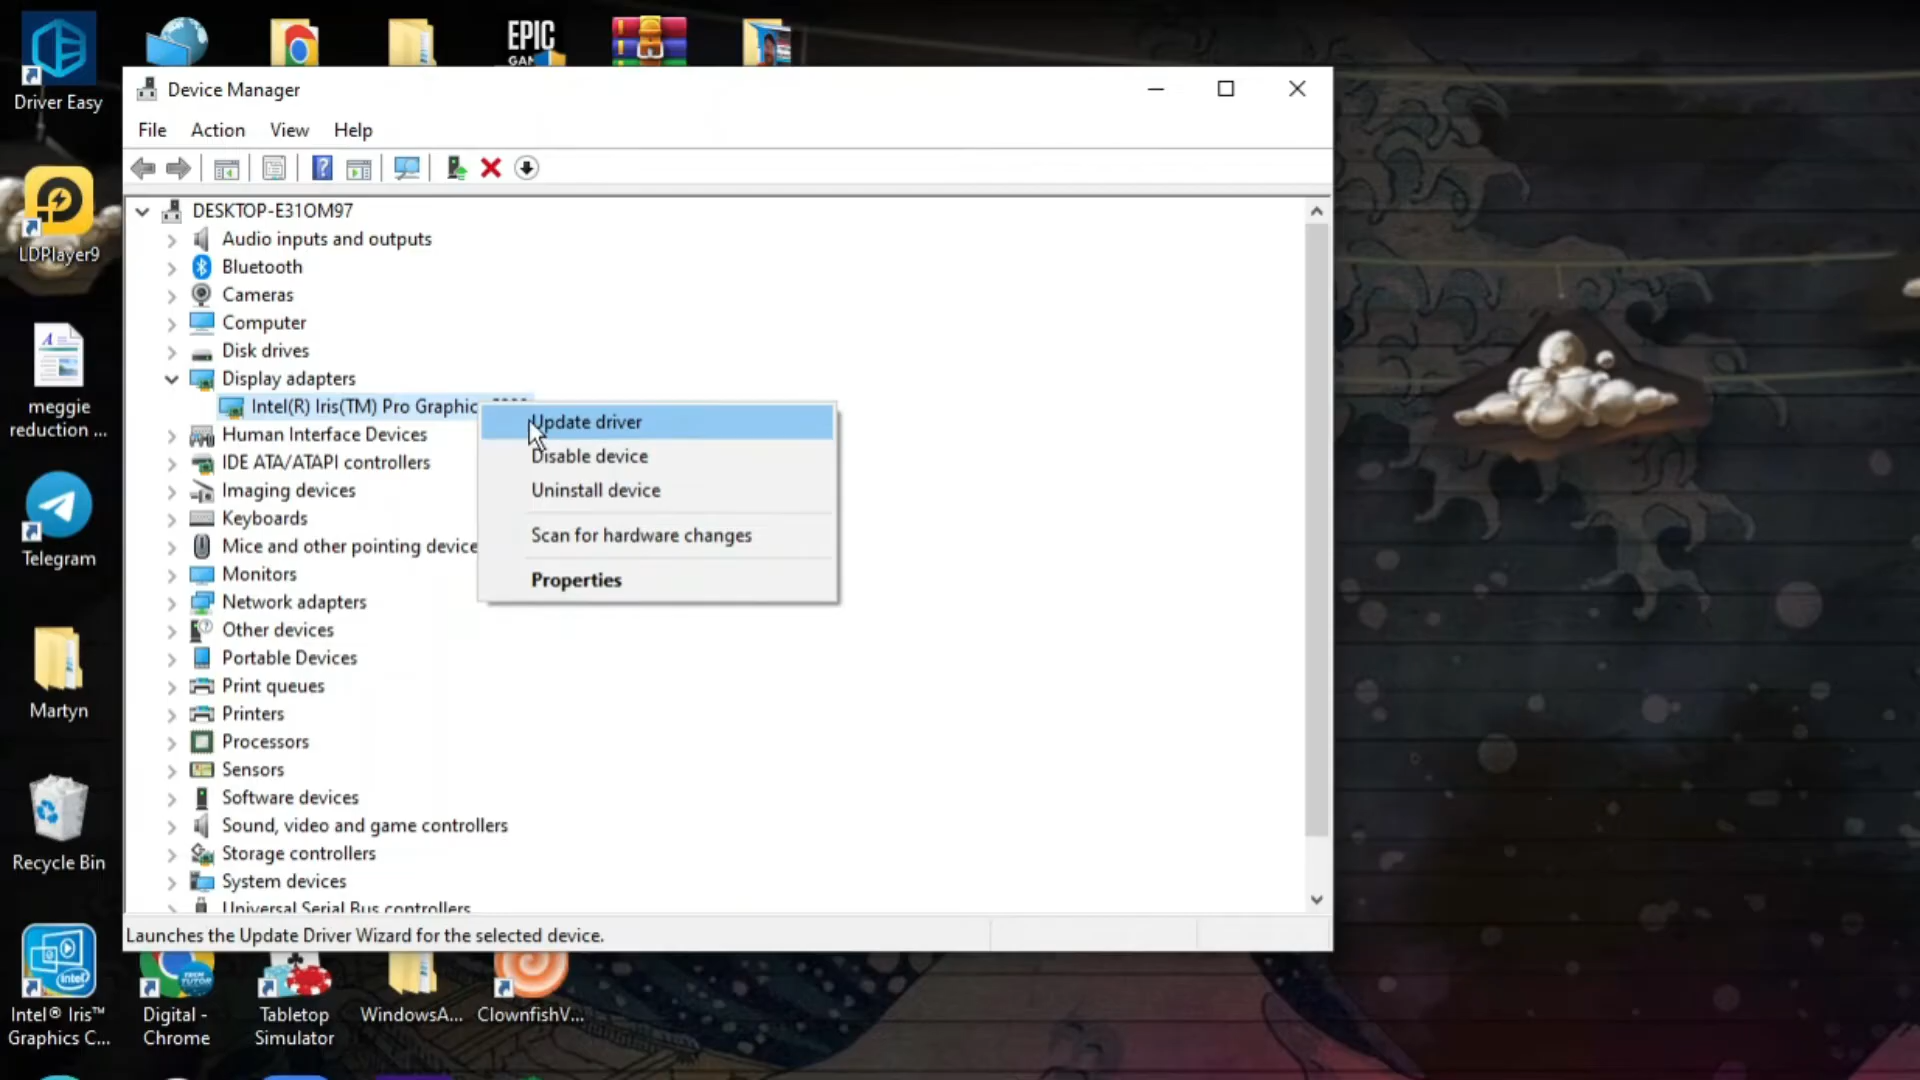 EPIC
Driver Easy
LDPlayer9
meggie
reduction ...
Telegram
Martyn
Recycle Bin
Device Manager
File Action View Help
DESKTOP-E31OM97
Audio inputs and outputs
Bluetooth
Cameras
Computer
Disk drives
Display adapters
Intel(R) Iris(TM) Pro Graphic
Human Interface Devices
IDE ATA/ATAPI controllers
Imaging devices
Keyboards
Mice and other pointing device
Monitors
Network adapters
Other devices
Portable Devices
Print queues
Printers
Processors
Sensors
Software devices
Sound, video and game controllers
Storage controllers
System devices
Universal Serial Bus controllers
Update driver
Disable device
Uninstall device
Scan for hardware changes
Properties
Launches the Update Driver Wizard for the selected device.
intel
TECH
TUTOR
Intel® Iris™
Graphics C...
Digital -
Chrome
Tabletop
Simulator
WindowsA...
ClownfishV...